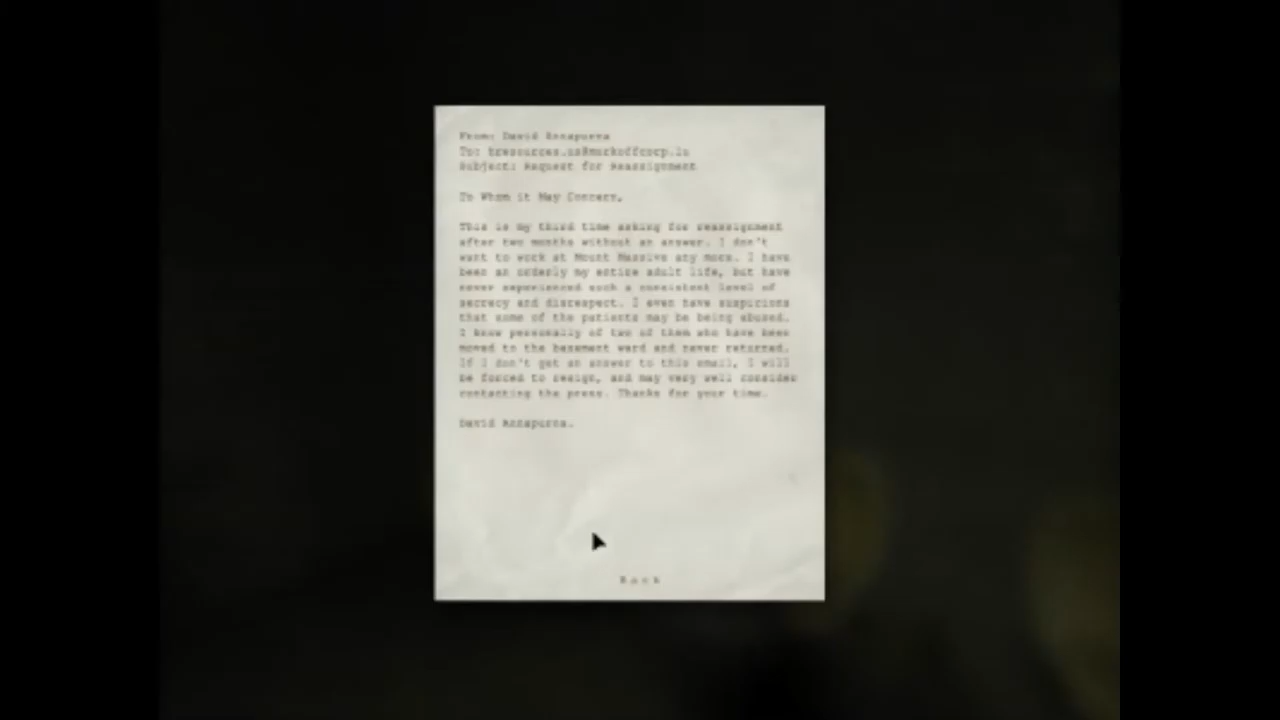 From: David Annapurna
To: hresources.us@murkoffcorp.la
Subject: Request for Reassignment
To Whom it May Concern,
This is my third time asking for reassignment
after two months without an answer. I don't
want to work at Mount Massive any more. I have
been an orderly my entire adult life, but have
never experienced such a consistent level of
secrecy and disrespect. I even have suspicions
that some of the patients may be being abused.
I know personally of two of them who have been
moved to the basement ward and never returned.
If I don't get an answer to this email, I will
be forced to resign, and may very well consider
contacting the press. Thanks for your time.
David Annapurna.
Back